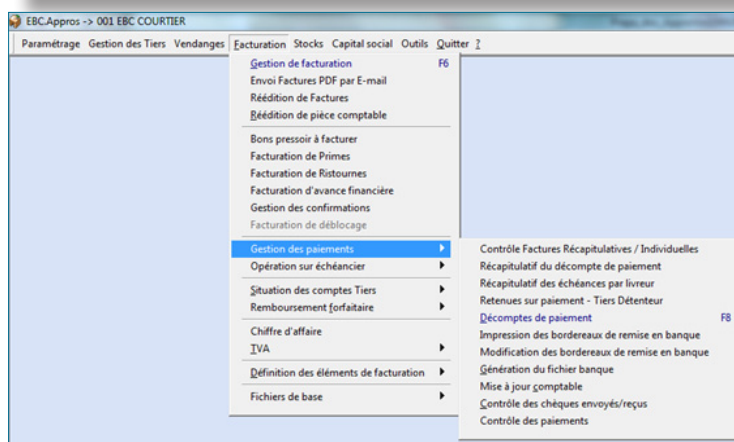 EBC.Appros -> 001 EBC COURTIER
Paramétrage Gestion des Tiers Vendanges Facturation Stocks Capital social Outils Quitter ?
Gestion de facturation F6
Envoi Factures PDF par E-mail
Réédition de Factures
Réédition de pièce comptable
Bons pressoir à facturer
Facturation de Primes
Facturation de Ristournes
Facturation d'avance financière
Gestion des confirmations
Facturation de déblocage
Gestion des paiements
Opération sur échéancier
Situation des comptes Tiers
Remboursement forfaitaire
Chiffre d'affaire
TVA
Définition des éléments de facturation
Fichiers de base
Contrôle Factures Récapitulatives / Individuelles
Récapitulatif du décompte de paiement
Récapitulatif des échéances par livreur
Retenues sur paiement - Tiers Détenteur
Décomptes de paiement F8
Impression des bordereaux de remise en banque
Modification des bordereaux de remise en banque
Génération du fichier banque
Mise à jour comptable
Contrôle des chèques envoyés/reçus
Contrôle des paiements